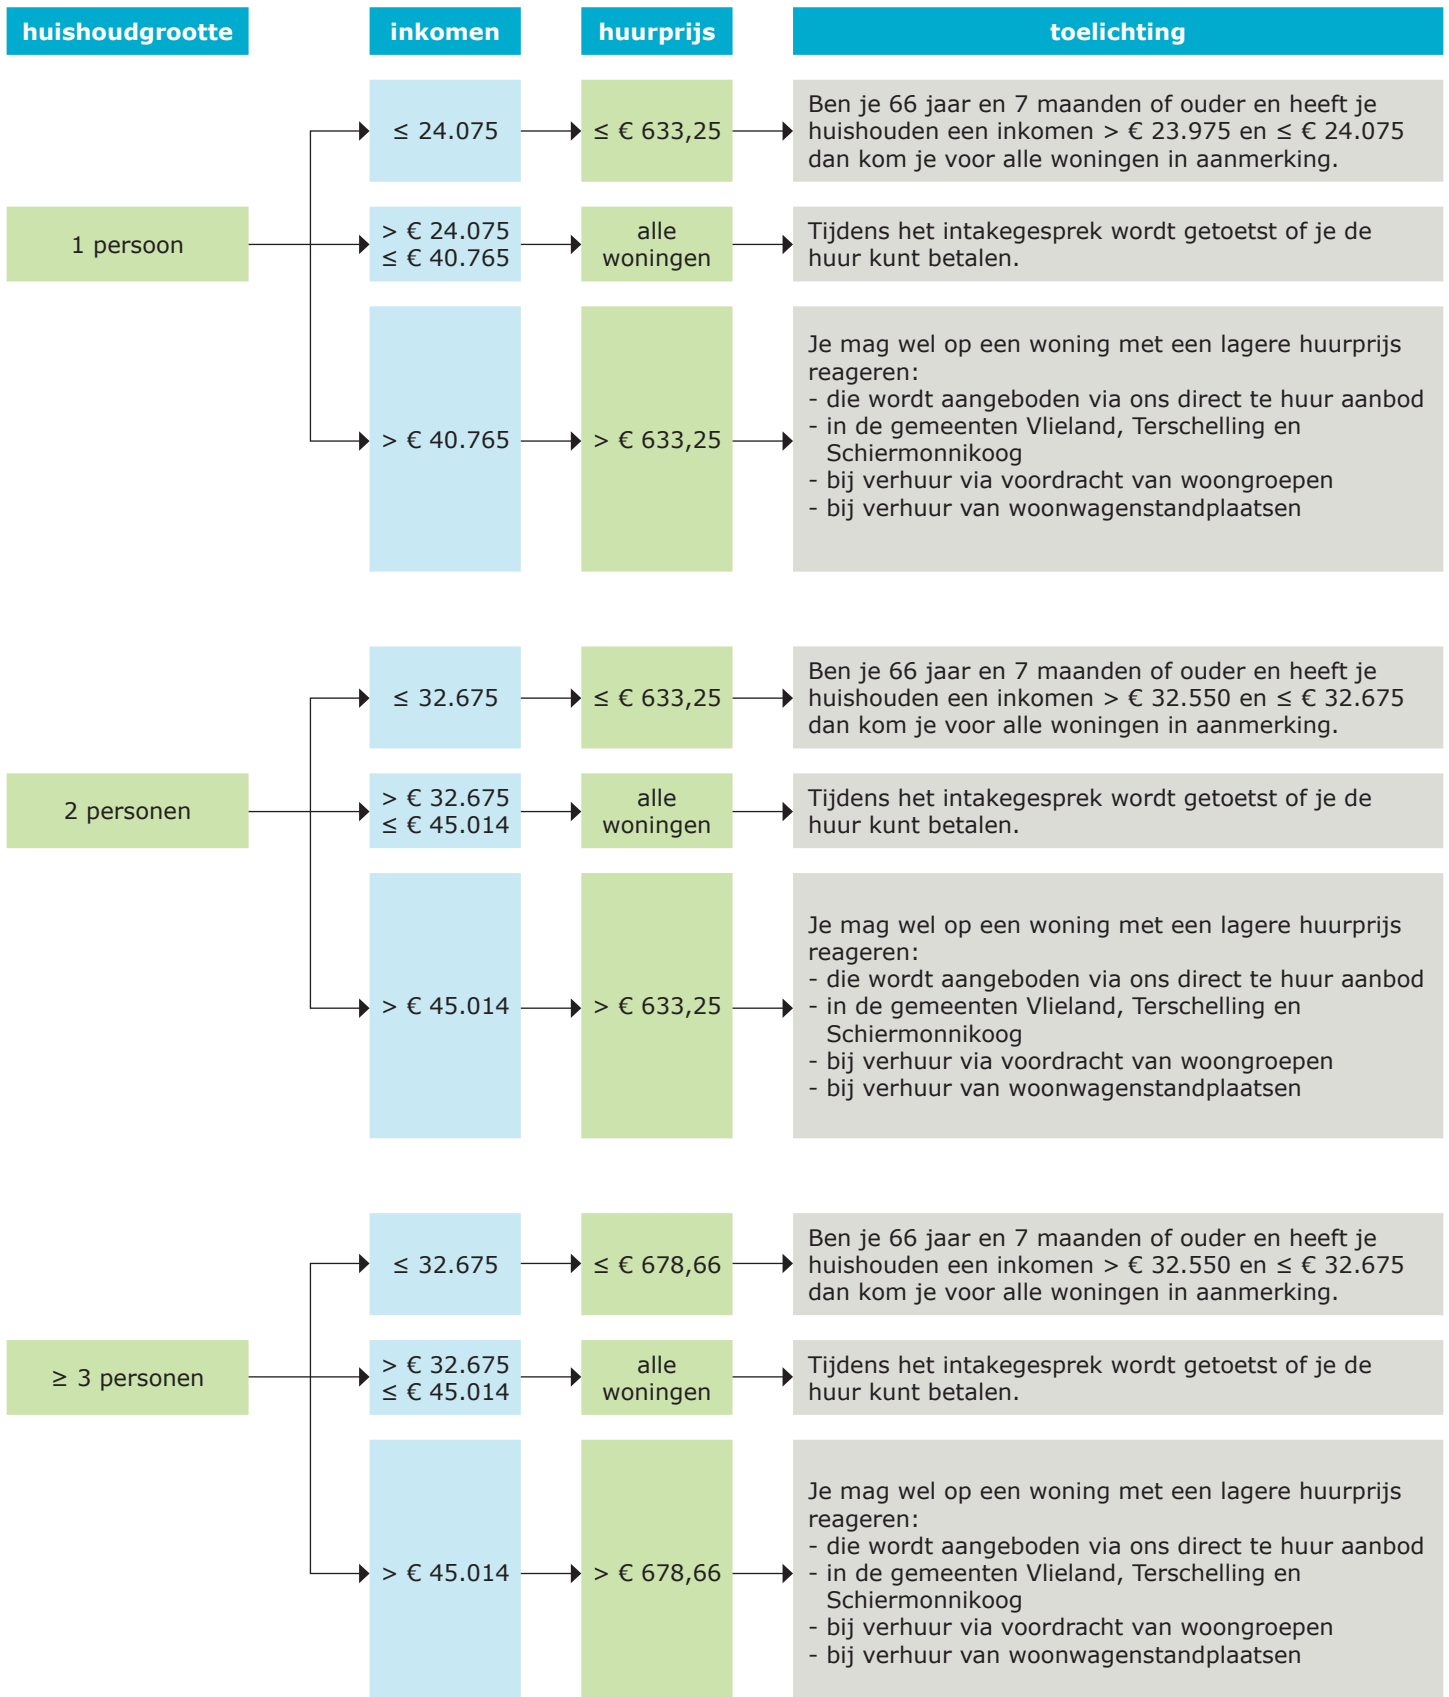 huishoudgrootte
inkomen
huurprijs
toelichting
1 persoon
≤ 24.075
≤ € 633,25
Ben je 66 jaar en 7 maanden of ouder en heeft je
huishouden een inkomen > € 23.975 en ≤ € 24.075
dan kom je voor alle woningen in aanmerking.
> € 24.075
≤ € 40.765
alle
woningen
Tijdens het intakegesprek wordt getoetst of je de
huur kunt betalen.
> € 40.765
> € 633,25
Je mag wel op een woning met een lagere huurprijs
reageren:
- die wordt aangeboden via ons direct te huur aanbod
- in de gemeenten Vlieland, Terschelling en
Schiermonnikoog
- bij verhuur via voordracht van woongroepen
- bij verhuur van woonwagenstandplaatsen
2 personen
≤ 32.675
≤ € 633,25
Ben je 66 jaar en 7 maanden of ouder en heeft je
huishouden een inkomen > € 32.550 en ≤ € 32.675
dan kom je voor alle woningen in aanmerking.
> € 32.675
≤ € 45.014
alle
woningen
Tijdens het intakegesprek wordt getoetst of je de
huur kunt betalen.
> € 45.014
> € 633,25
Je mag wel op een woning met een lagere huurprijs
reageren:
- die wordt aangeboden via ons direct te huur aanbod
- in de gemeenten Vlieland, Terschelling en
Schiermonnikoog
- bij verhuur via voordracht van woongroepen
- bij verhuur van woonwagenstandplaatsen
≥ 3 personen
≤ 32.675
≤ € 678,66
Ben je 66 jaar en 7 maanden of ouder en heeft je
huishouden een inkomen > € 32.550 en ≤ € 32.675
dan kom je voor alle woningen in aanmerking.
> € 32.675
≤ € 45.014
alle
woningen
Tijdens het intakegesprek wordt getoetst of je de
huur kunt betalen.
> € 45.014
> € 678,66
Je mag wel op een woning met een lagere huurprijs
reageren:
- die wordt aangeboden via ons direct te huur aanbod
- in de gemeenten Vlieland, Terschelling en
Schiermonnikoog
- bij verhuur via voordracht van woongroepen
- bij verhuur van woonwagenstandplaatsen